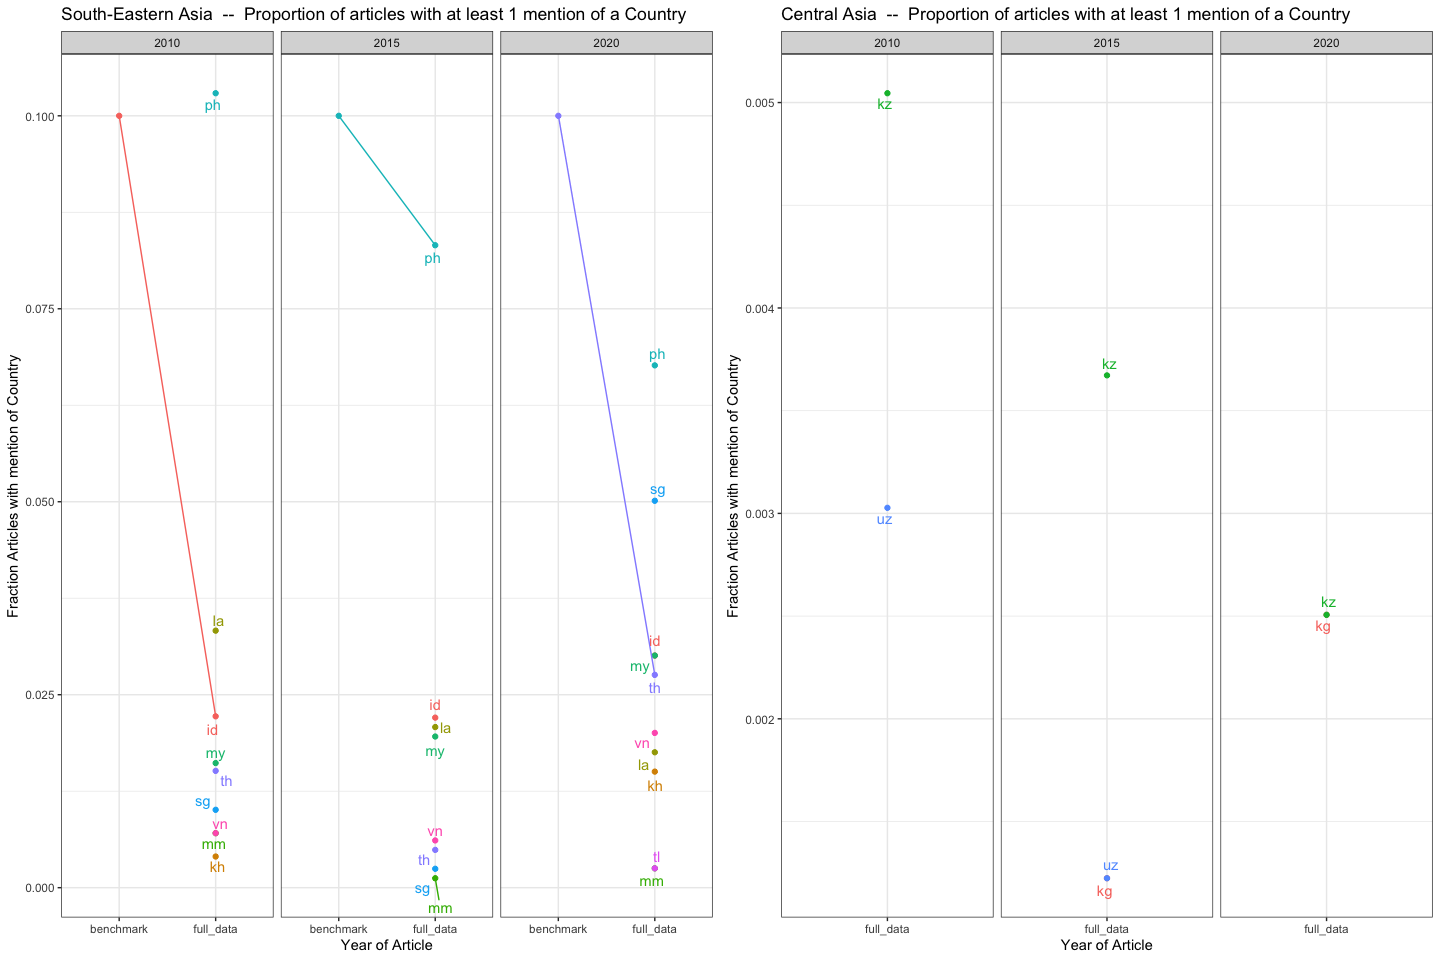 South-Eastern Asia  --  Proportion of articles with at least 1 mention of a Country
2010
2015
2020
Fraction Articles with mention of Country
0.100
0.075
0.050
0.025
0.000
ph
la
id
my
th
sg
vn
mm
kh
ph
id
la
my
vn
th
sg
mm
ph
sg
id
my
th
vn
la
kh
tl
mm
benchmark
full_data
benchmark
full_data
benchmark
full_data
Year of Article
Central Asia  --  Proportion of articles with at least 1 mention of a Country
2010
2015
2020
Fraction Articles with mention of Country
0.005
0.004
0.003
0.002
kz
uz
kz
uz
kg
kz
kg
full_data
full_data
full_data
Year of Article